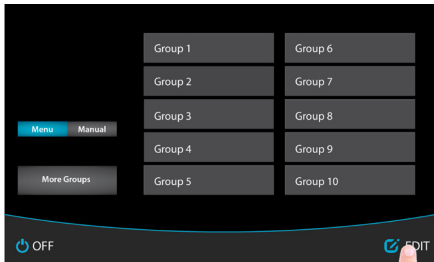 Group 1
Group 6
Group 2
Group 7
Group 3
Group 8
Menu
Manual
Group 4
Group 9
More Groups
Group 5
Group 10
OFF
EDIT